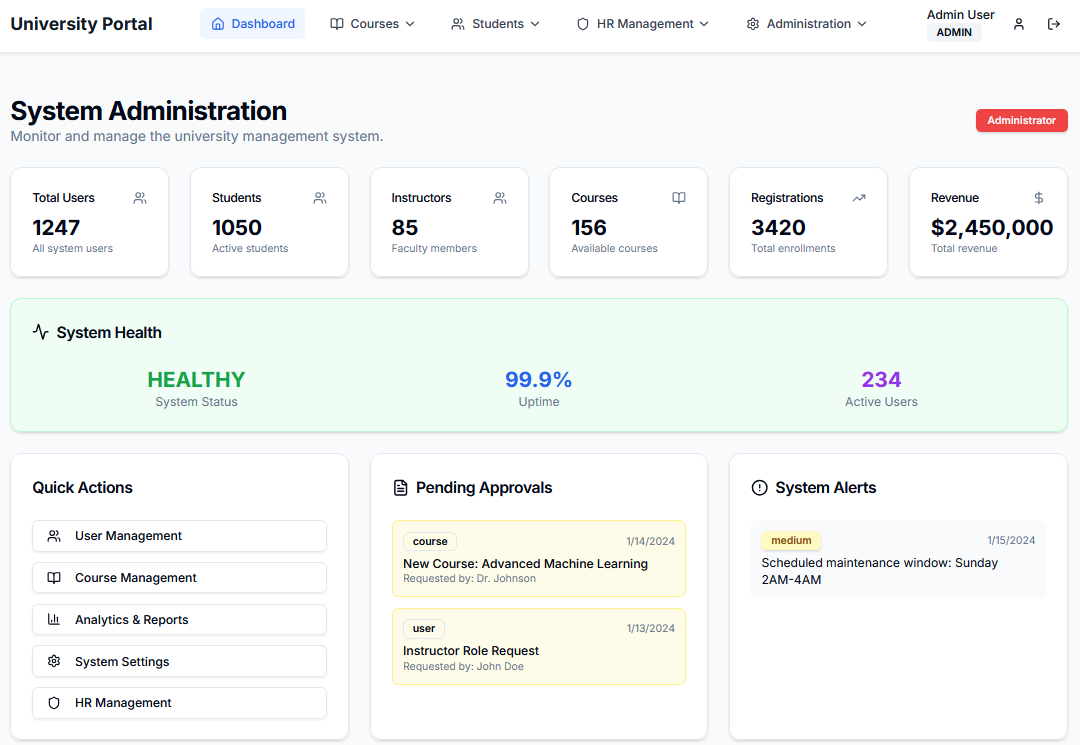 University Portal
Dashboard
Courses
Students
HR Management
Administration
Admin User
ADMIN
System Administration
Monitor and manage the university management system.
Administrator
Total Users
1247
All system users
Students
1050
Active students
Instructors
85
Faculty members
Courses
156
Available courses
Registrations
3420
Total enrollments
Revenue
$2,450,000
Total revenue
System Health
HEALTHY
System Status
99.9%
Uptime
234
Active Users
Quick Actions
User Management
Course Management
Analytics & Reports
System Settings
HR Management
Pending Approvals
course
1/14/2024
New Course: Advanced Machine Learning
Requested by: Dr. Johnson
user
1/13/2024
Instructor Role Request
Requested by: John Doe
System Alerts
medium
1/15/2024
Scheduled maintenance window: Sunday
2AM-4AM